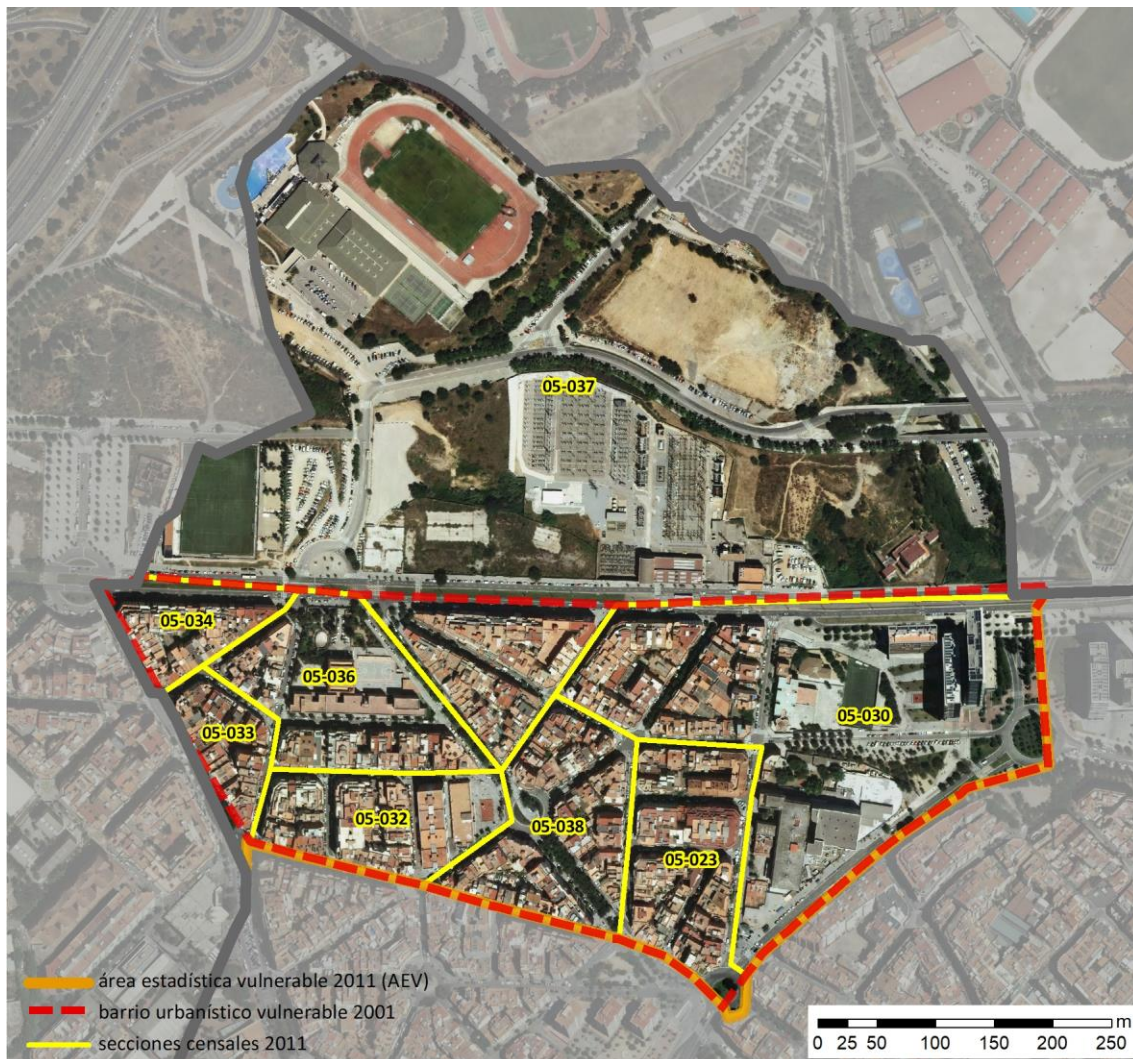 05-037
05-034
05-036
05-033
05-030
05-032
05-038
05-023
área estadística vulnerable 2011 (AEV)
barrio urbanístico vulnerable 2001
secciones censales 2011
m
0 25 50 100 150 200 250